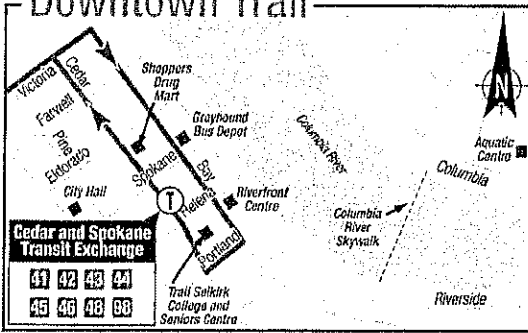 Downtown Trail
Victoria
Cedar
Farwell
Pine
Eldorado
City Hall
Shoppers
Drug
Mart
Greyhound
Bus Depot
Spokane
Bay
Helena
Riverfront
Centre
T
Portland
Cedar and Spokane
Transit Exchange
41 42 43 44
45 46 48 98
Trail Selkirk
College and
Seniors Centre
Columbia River
Columbia
River
Skywalk
N
Aquatic
Centre
Columbia
Riverside